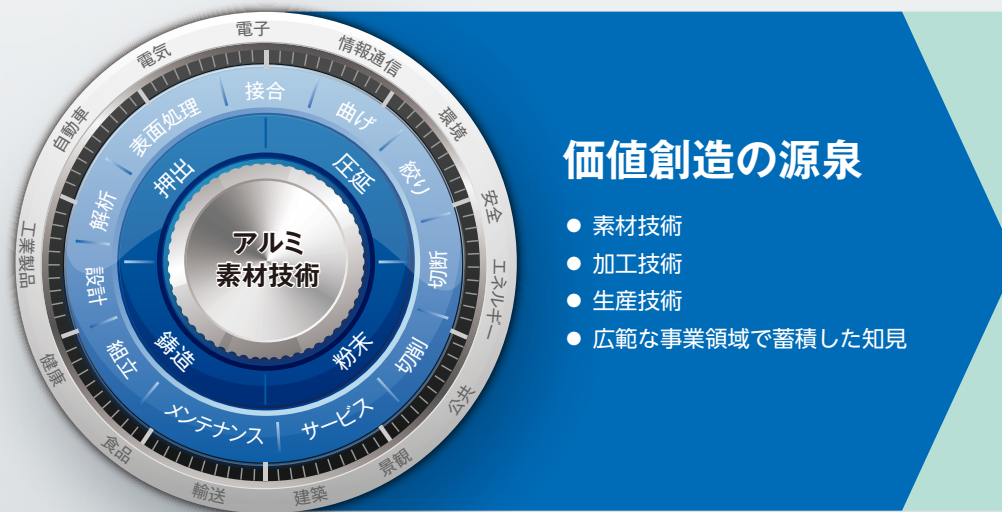 電子
情報通信
環境
安全
エネルギー
公共
景観
建築
輸送
食品
健康
工業製品
自動車
電気
接合
曲げ
絞り
切断
切削
サービス
メンテナンス
組立
設計
解析
表面処理
押出
圧延
粉末
鋳造
アルミ
素材技術
価値創造の源泉
● 素材技術
● 加工技術
● 生産技術
● 広範な事業領域で蓄積した知見